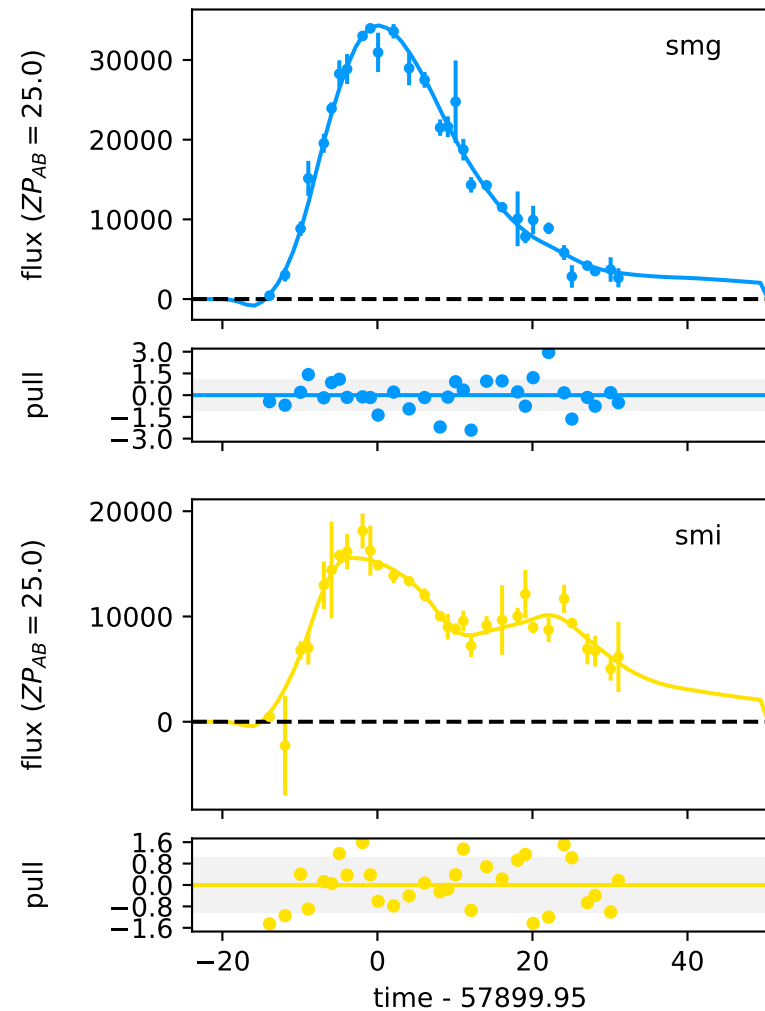 flux (ZP_AB = 25.0)
30000
20000
10000
0
smg
pull
3.0
1.5
0.0
−1.5
−3.0
flux (ZP_AB = 25.0)
20000
10000
0
smi
pull
1.6
0.8
0.0
−0.8
−1.6
−20 0 20 40
time - 57899.95